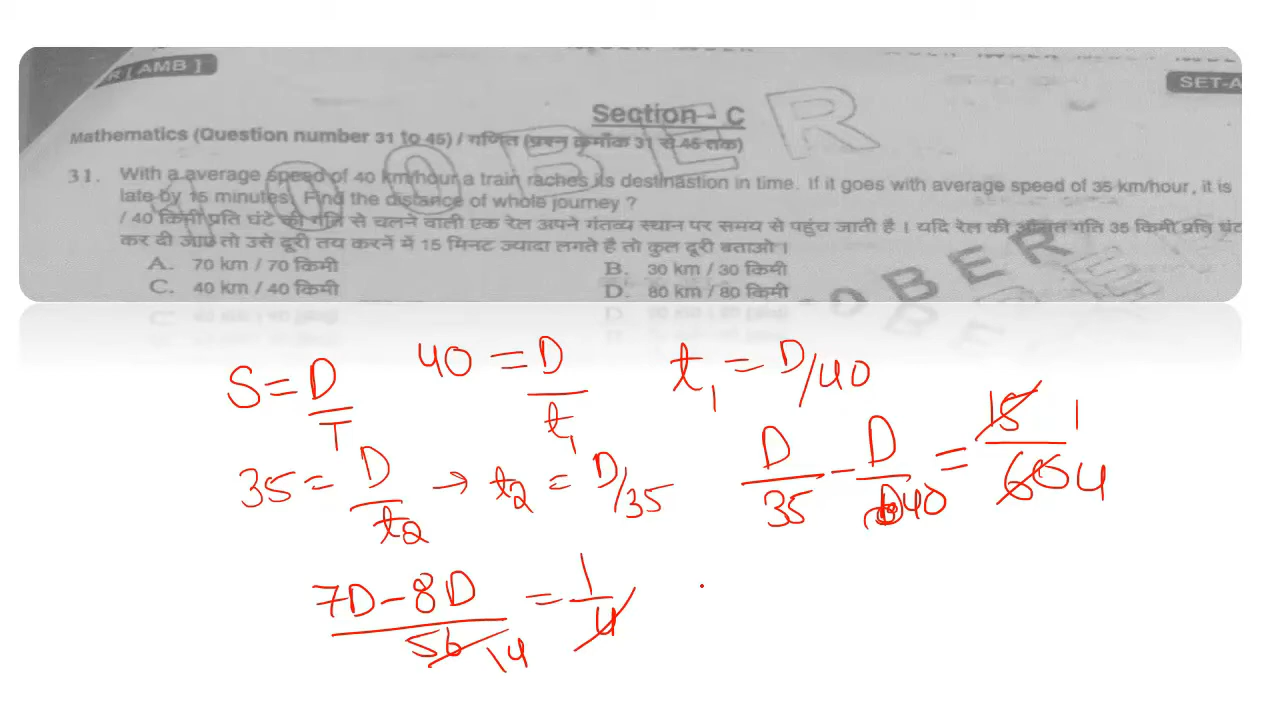 R [ AMB ]
SET-A
Section - C
Mathematics (Question number 31 to 45) / गणित (प्रश्न क्रमाँक 31 से 45 तक)
31. With a average speed of 40 km/hour a train raches its destinastion in time. If it goes with average speed of 35 km/hour, it is
late by 15 minutes. Find the distance of whole journey ?
/ 40 किमी प्रति घंटे की गति से चलने वाली एक रेल अपने गंतव्य स्थान पर समय से पहुंच जाती है । यदि रेल की औसत गति 35 किमी प्रति घंट
कर दी जाए तो उसे दूरी तय करनें में 15 मिनट ज्यादा लगते है तो कुल दूरी बताओ ।
A. 70 km / 70 किमी B. 30 km / 30 किमी
C. 40 km / 40 किमी D. 80 km / 80 किमी
S = D/T 40 = D/t1 t1 = D/40
35 = D/t2 → t2 = D/35 D/35 - D/40 = 15/60 1/4
7D - 8D / 56 14 = 1/4